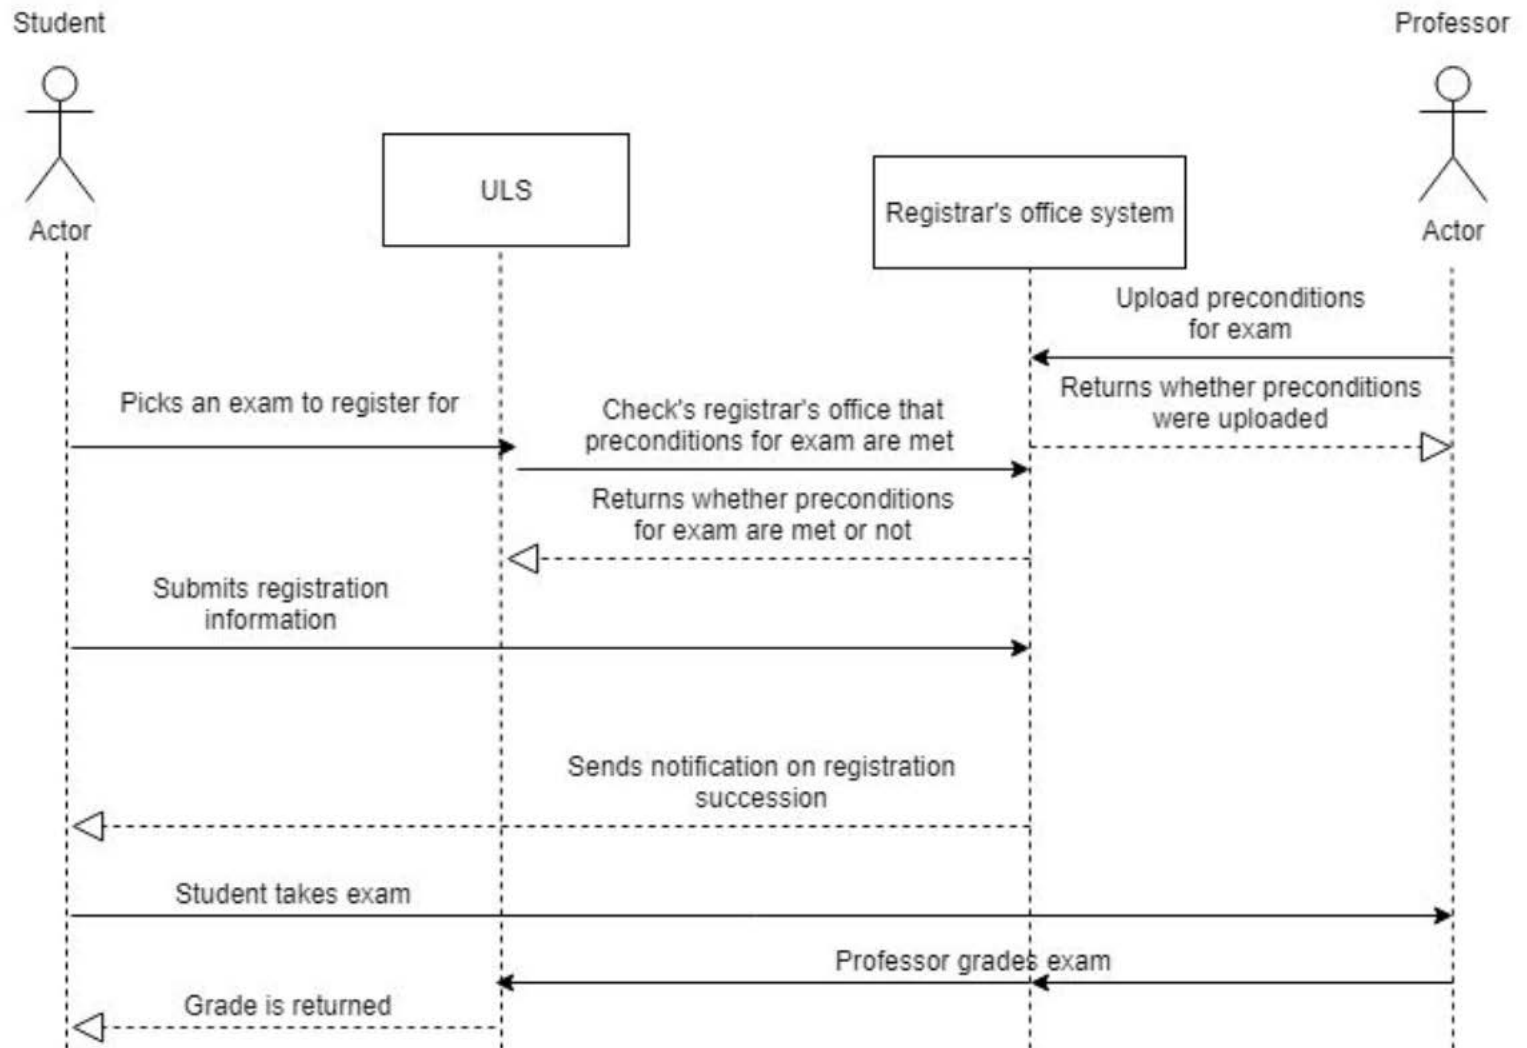 Student
Professor
ULS
Registrar's office system
Actor
Actor
Upload preconditions
for exam
Returns whether preconditions
were uploaded
Picks an exam to register for
Check's registrar's office that
preconditions for exam are met
Returns whether preconditions
for exam are met or not
Submits registration
information
Sends notification on registration
succession
Student takes exam
Professor grades exam
Grade is returned